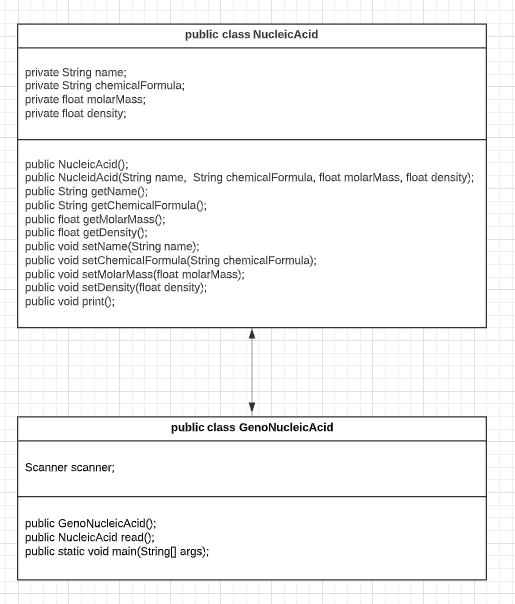 public class NucleicAcid
private String name;
private String chemicalFormula;
private float molarMass;
private float density;
public NucleicAcid();
public NucleidAcid(String name, String chemicalFormula, float molarMass, float density);
public String getName();
public String getChemicalFormula();
public float getMolarMass();
public float getDensity();
public void setName(String name);
public void setChemicalFormula(String chemicalFormula);
public void setMolarMass(float molarMass);
public void setDensity(float density);
public void print();
public class GenoNucleicAcid
Scanner scanner;
public GenoNucleicAcid();
public NucleicAcid read();
public static void main(String[] args);